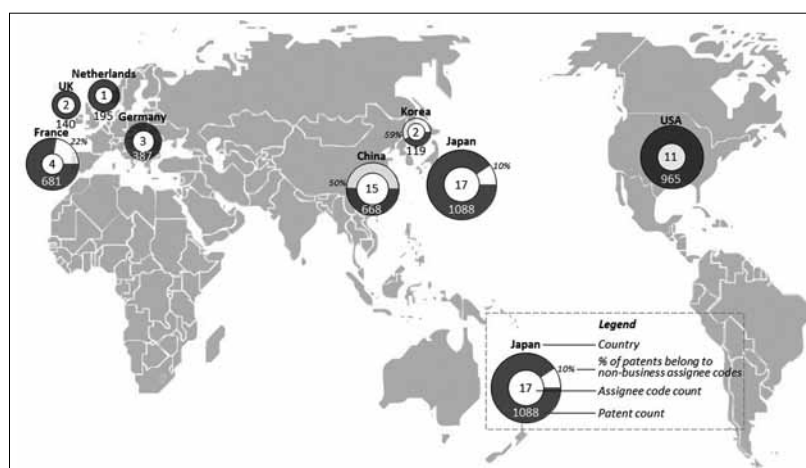 Netherlands
1
195
UK
2
140
Germany
3
387
France
22%
4
681
Korea
2
59%
119
China
50%
15
668
Japan
10%
17
1088
USA
11
965
Legend
Japan
Country
10%
% of patents belong to
non-business assignee codes
17
Assignee code count
1088
Patent count